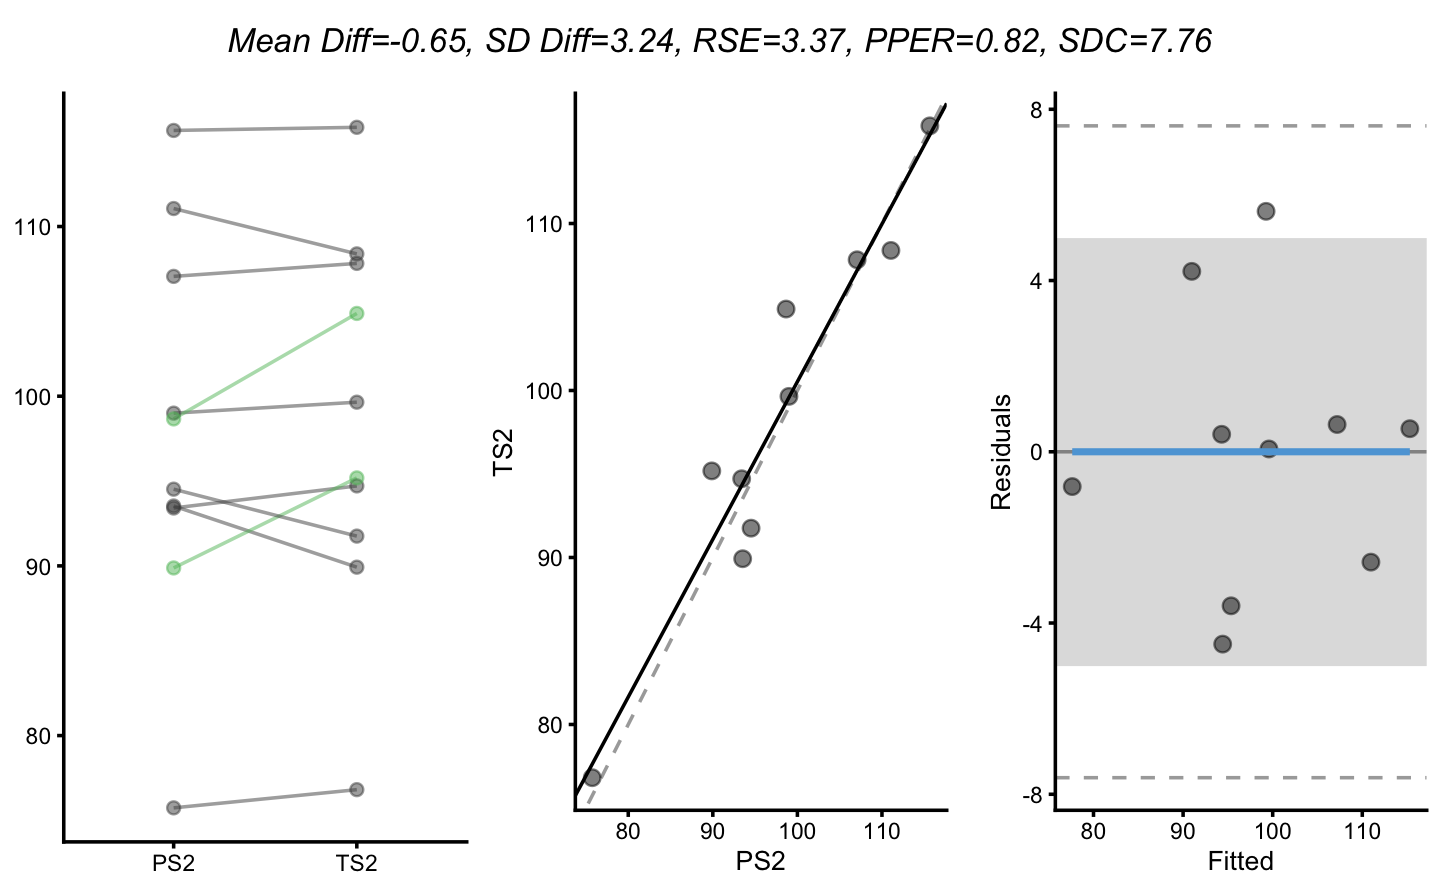 Mean Diff=-0.65, SD Diff=3.24, RSE=3.37, PPER=0.82, SDC=7.76
110
100
90
80
PS2 TS2
TS2
110
100
90
80
80 90 100 110
PS2
Residuals
8
4
0
-4
-8
80 90 100 110
Fitted